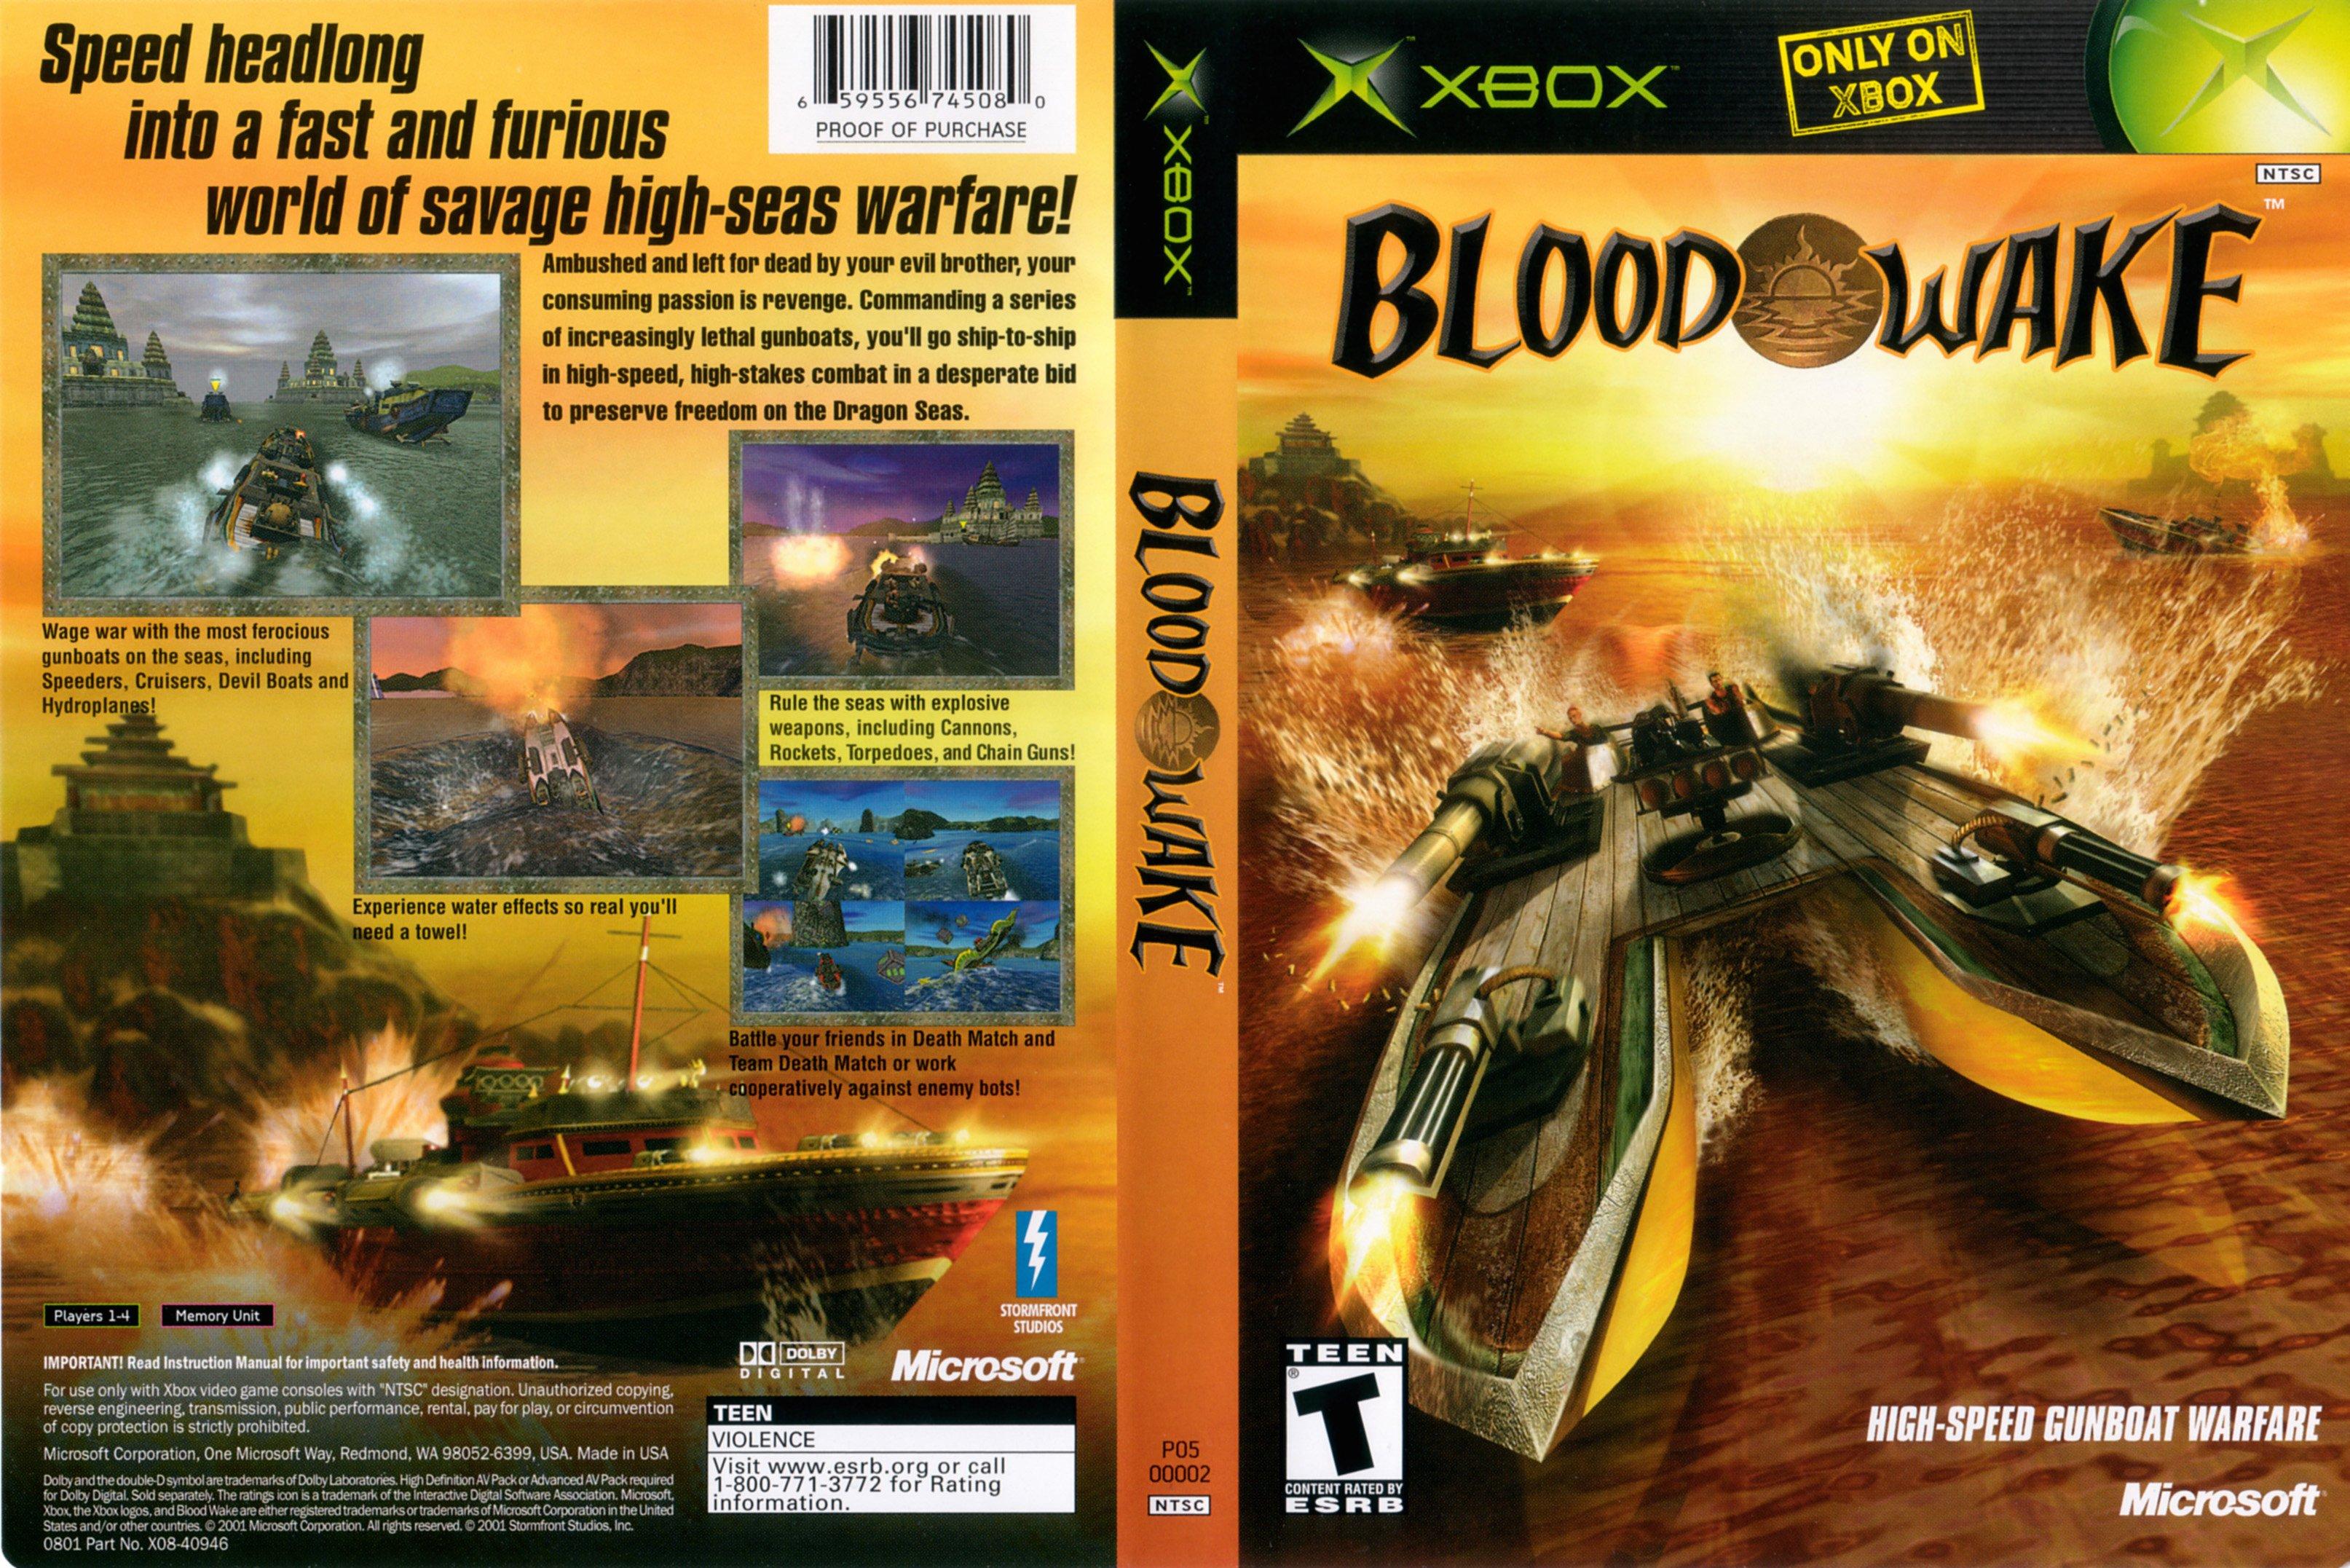 Speed headlong
into a fast and furious
world of savage high-seas warfare!
6 59556 74508 0
PROOF OF PURCHASE
Ambushed and left for dead by your evil brother, your
consuming passion is revenge. Commanding a series
of increasingly lethal gunboats, you'll go ship-to-ship
in high-speed, high-stakes combat in a desperate bid
to preserve freedom on the Dragon Seas.
Wage war with the most ferocious
gunboats on the seas, including
Speeders, Cruisers, Devil Boats and
Hydroplanes!
Rule the seas with explosive
weapons, including Cannons,
Rockets, Torpedoes, and Chain Guns!
Experience water effects so real you'll
need a towel!
Battle your friends in Death Match and
Team Death Match or work
cooperatively against enemy bots!
STORMFRONT
STUDIOS
Players 1-4
Memory Unit
IMPORTANT! Read Instruction Manual for important safety and health information.
For use only with Xbox video game consoles with "NTSC" designation. Unauthorized copying,
reverse engineering, transmission, public performance, rental, pay for play, or circumvention
of copy protection is strictly prohibited.
Microsoft Corporation, One Microsoft Way, Redmond, WA 98052-6399, USA. Made in USA
Dolby and the double-D symbol are trademarks of Dolby Laboratories. High Definition AV Pack or Advanced AV Pack required
for Dolby Digital. Sold separately. The ratings icon is a trademark of the Interactive Digital Software Association. Microsoft,
Xbox, the Xbox logos, and Blood Wake are either registered trademarks or trademarks of Microsoft Corporation in the United
States and/or other countries. © 2001 Microsoft Corporation. All rights reserved. © 2001 Stormfront Studios, Inc.
0801 Part No. X08-40946
DOLBY
DIGITAL
Microsoft®
TEEN
VIOLENCE
Visit www.esrb.org or call
1-800-771-3772 for Rating
information.
XBOX™
BLOOD WAKE™
P05
00002
NTSC
XBOX™
ONLY ON
XBOX
NTSC
BLOOD WAKE™
TEEN
T®
CONTENT RATED BY
ESRB
HIGH-SPEED GUNBOAT WARFARE
Microsoft®